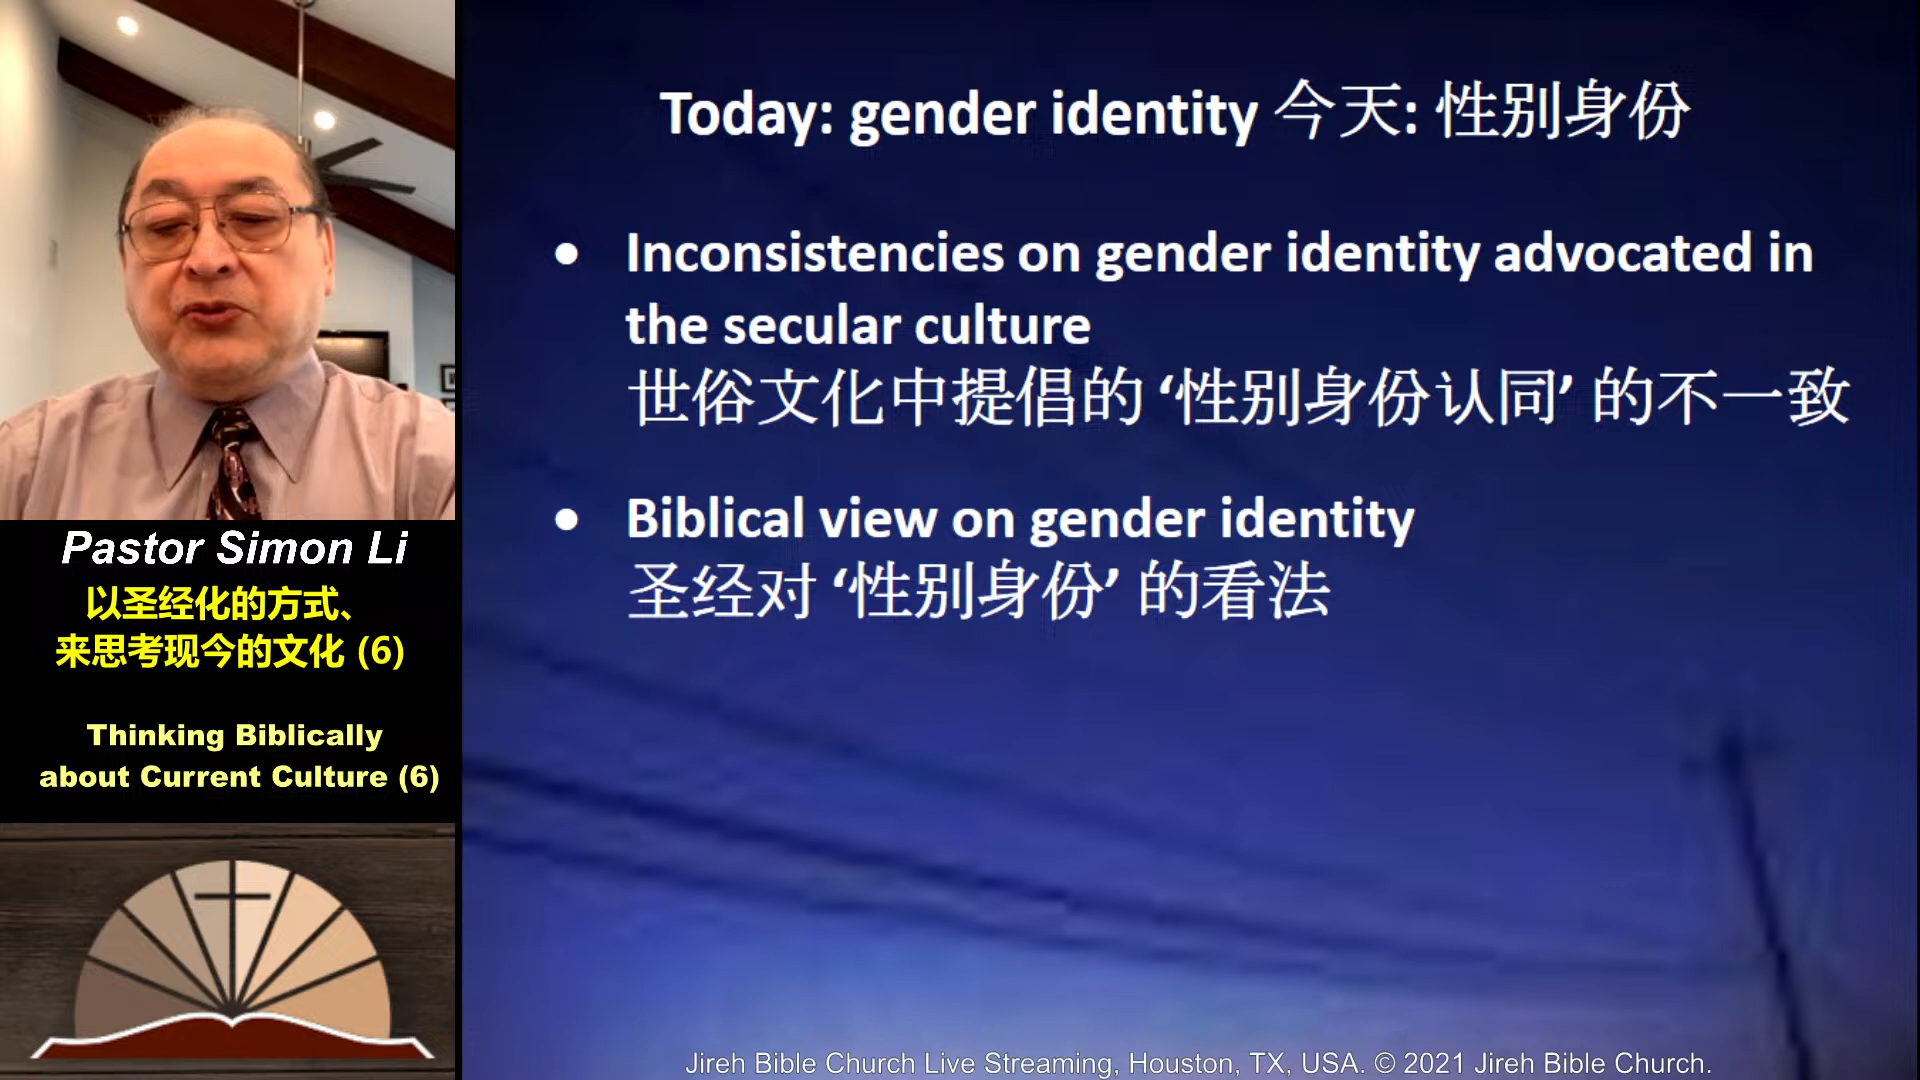 Today: gender identity 今天: 性别身份
• Inconsistencies on gender identity advocated in
the secular culture
世俗文化中提倡的 ‘性别身份认同’ 的不一致
• Biblical view on gender identity
圣经对 ‘性别身份’ 的看法
Pastor Simon Li
以圣经化的方式、
来思考现今的文化 (6)
Thinking Biblically
about Current Culture (6)
Jireh Bible Church Live Streaming, Houston, TX, USA. © 2021 Jireh Bible Church.